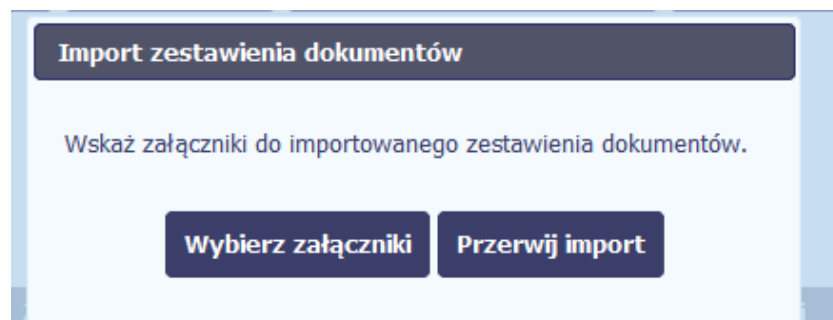 Import zestawienia dokumentów
Wskaż załączniki do importowanego zestawienia dokumentów.
Wybierz załączniki Przerwij import